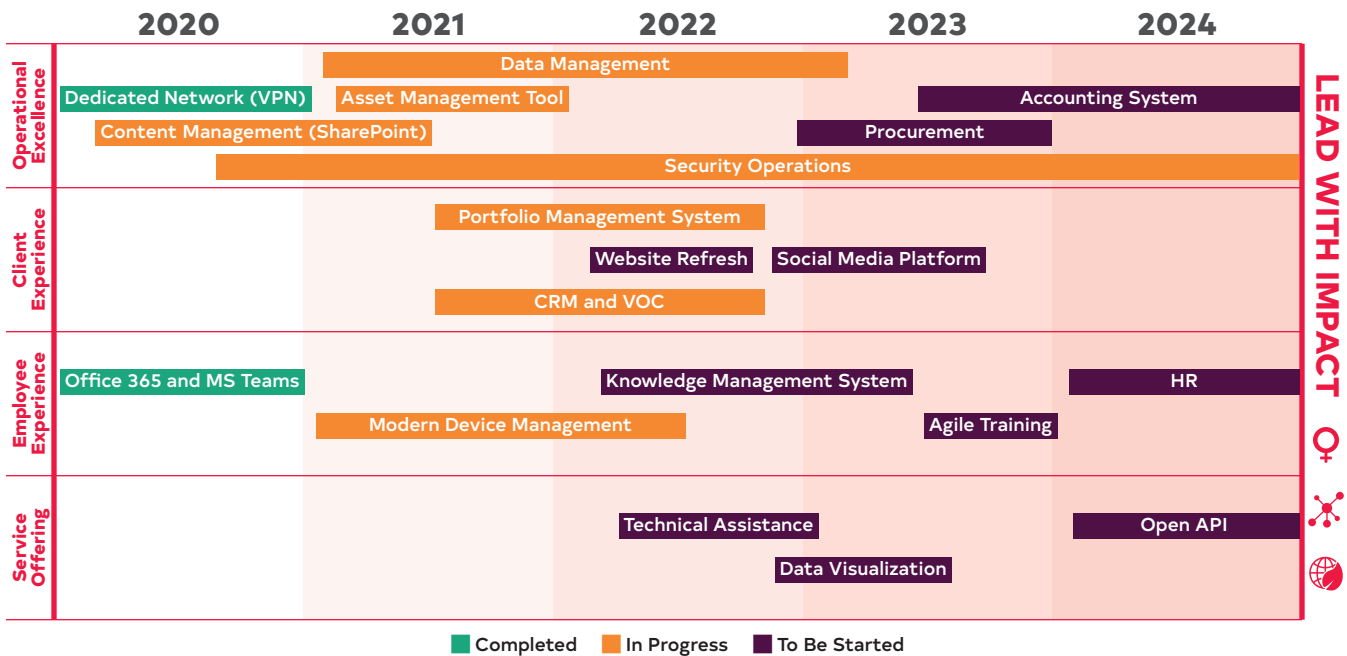 2020 2021 2022 2023 2024
Operational
Excellence
Data Management
Dedicated Network (VPN) Asset Management Tool Accounting System
Content Management (SharePoint) Procurement
Security Operations
Client
Experience
Portfolio Management System
Website Refresh Social Media Platform
CRM and VOC
Employee
Experience
Office 365 and MS Teams Knowledge Management System HR
Modern Device Management Agile Training
Service
Offering
Technical Assistance Open API
Data Visualization
LEAD WITH IMPACT
Completed In Progress To Be Started